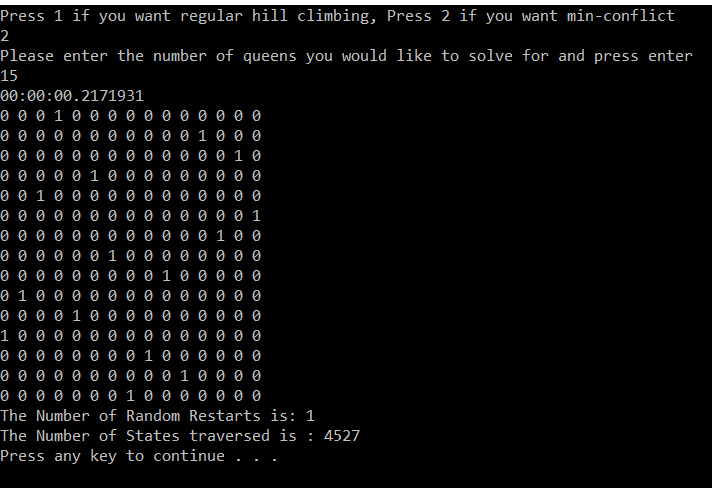 Press 1 if you want regular hill climbing, Press 2 if you want min-conflict
2
Please enter the number of queens you would like to solve for and press enter
15
00:00:00.2171931
0 0 0 1 0 0 0 0 0 0 0 0 0 0 0
0 0 0 0 0 0 0 0 0 0 0 1 0 0 0
0 0 0 0 0 0 0 0 0 0 0 0 0 1 0
0 0 0 0 0 1 0 0 0 0 0 0 0 0 0
0 0 1 0 0 0 0 0 0 0 0 0 0 0 0
0 0 0 0 0 0 0 0 0 0 0 0 0 0 1
0 0 0 0 0 0 0 0 0 0 0 0 1 0 0
0 0 0 0 0 0 1 0 0 0 0 0 0 0 0
0 0 0 0 0 0 0 0 0 1 0 0 0 0 0
0 1 0 0 0 0 0 0 0 0 0 0 0 0 0
0 0 0 0 1 0 0 0 0 0 0 0 0 0 0
1 0 0 0 0 0 0 0 0 0 0 0 0 0 0
0 0 0 0 0 0 0 0 1 0 0 0 0 0 0
0 0 0 0 0 0 0 0 0 0 1 0 0 0 0
0 0 0 0 0 0 0 1 0 0 0 0 0 0 0
The Number of Random Restarts is: 1
The Number of States traversed is : 4527
Press any key to continue . . .